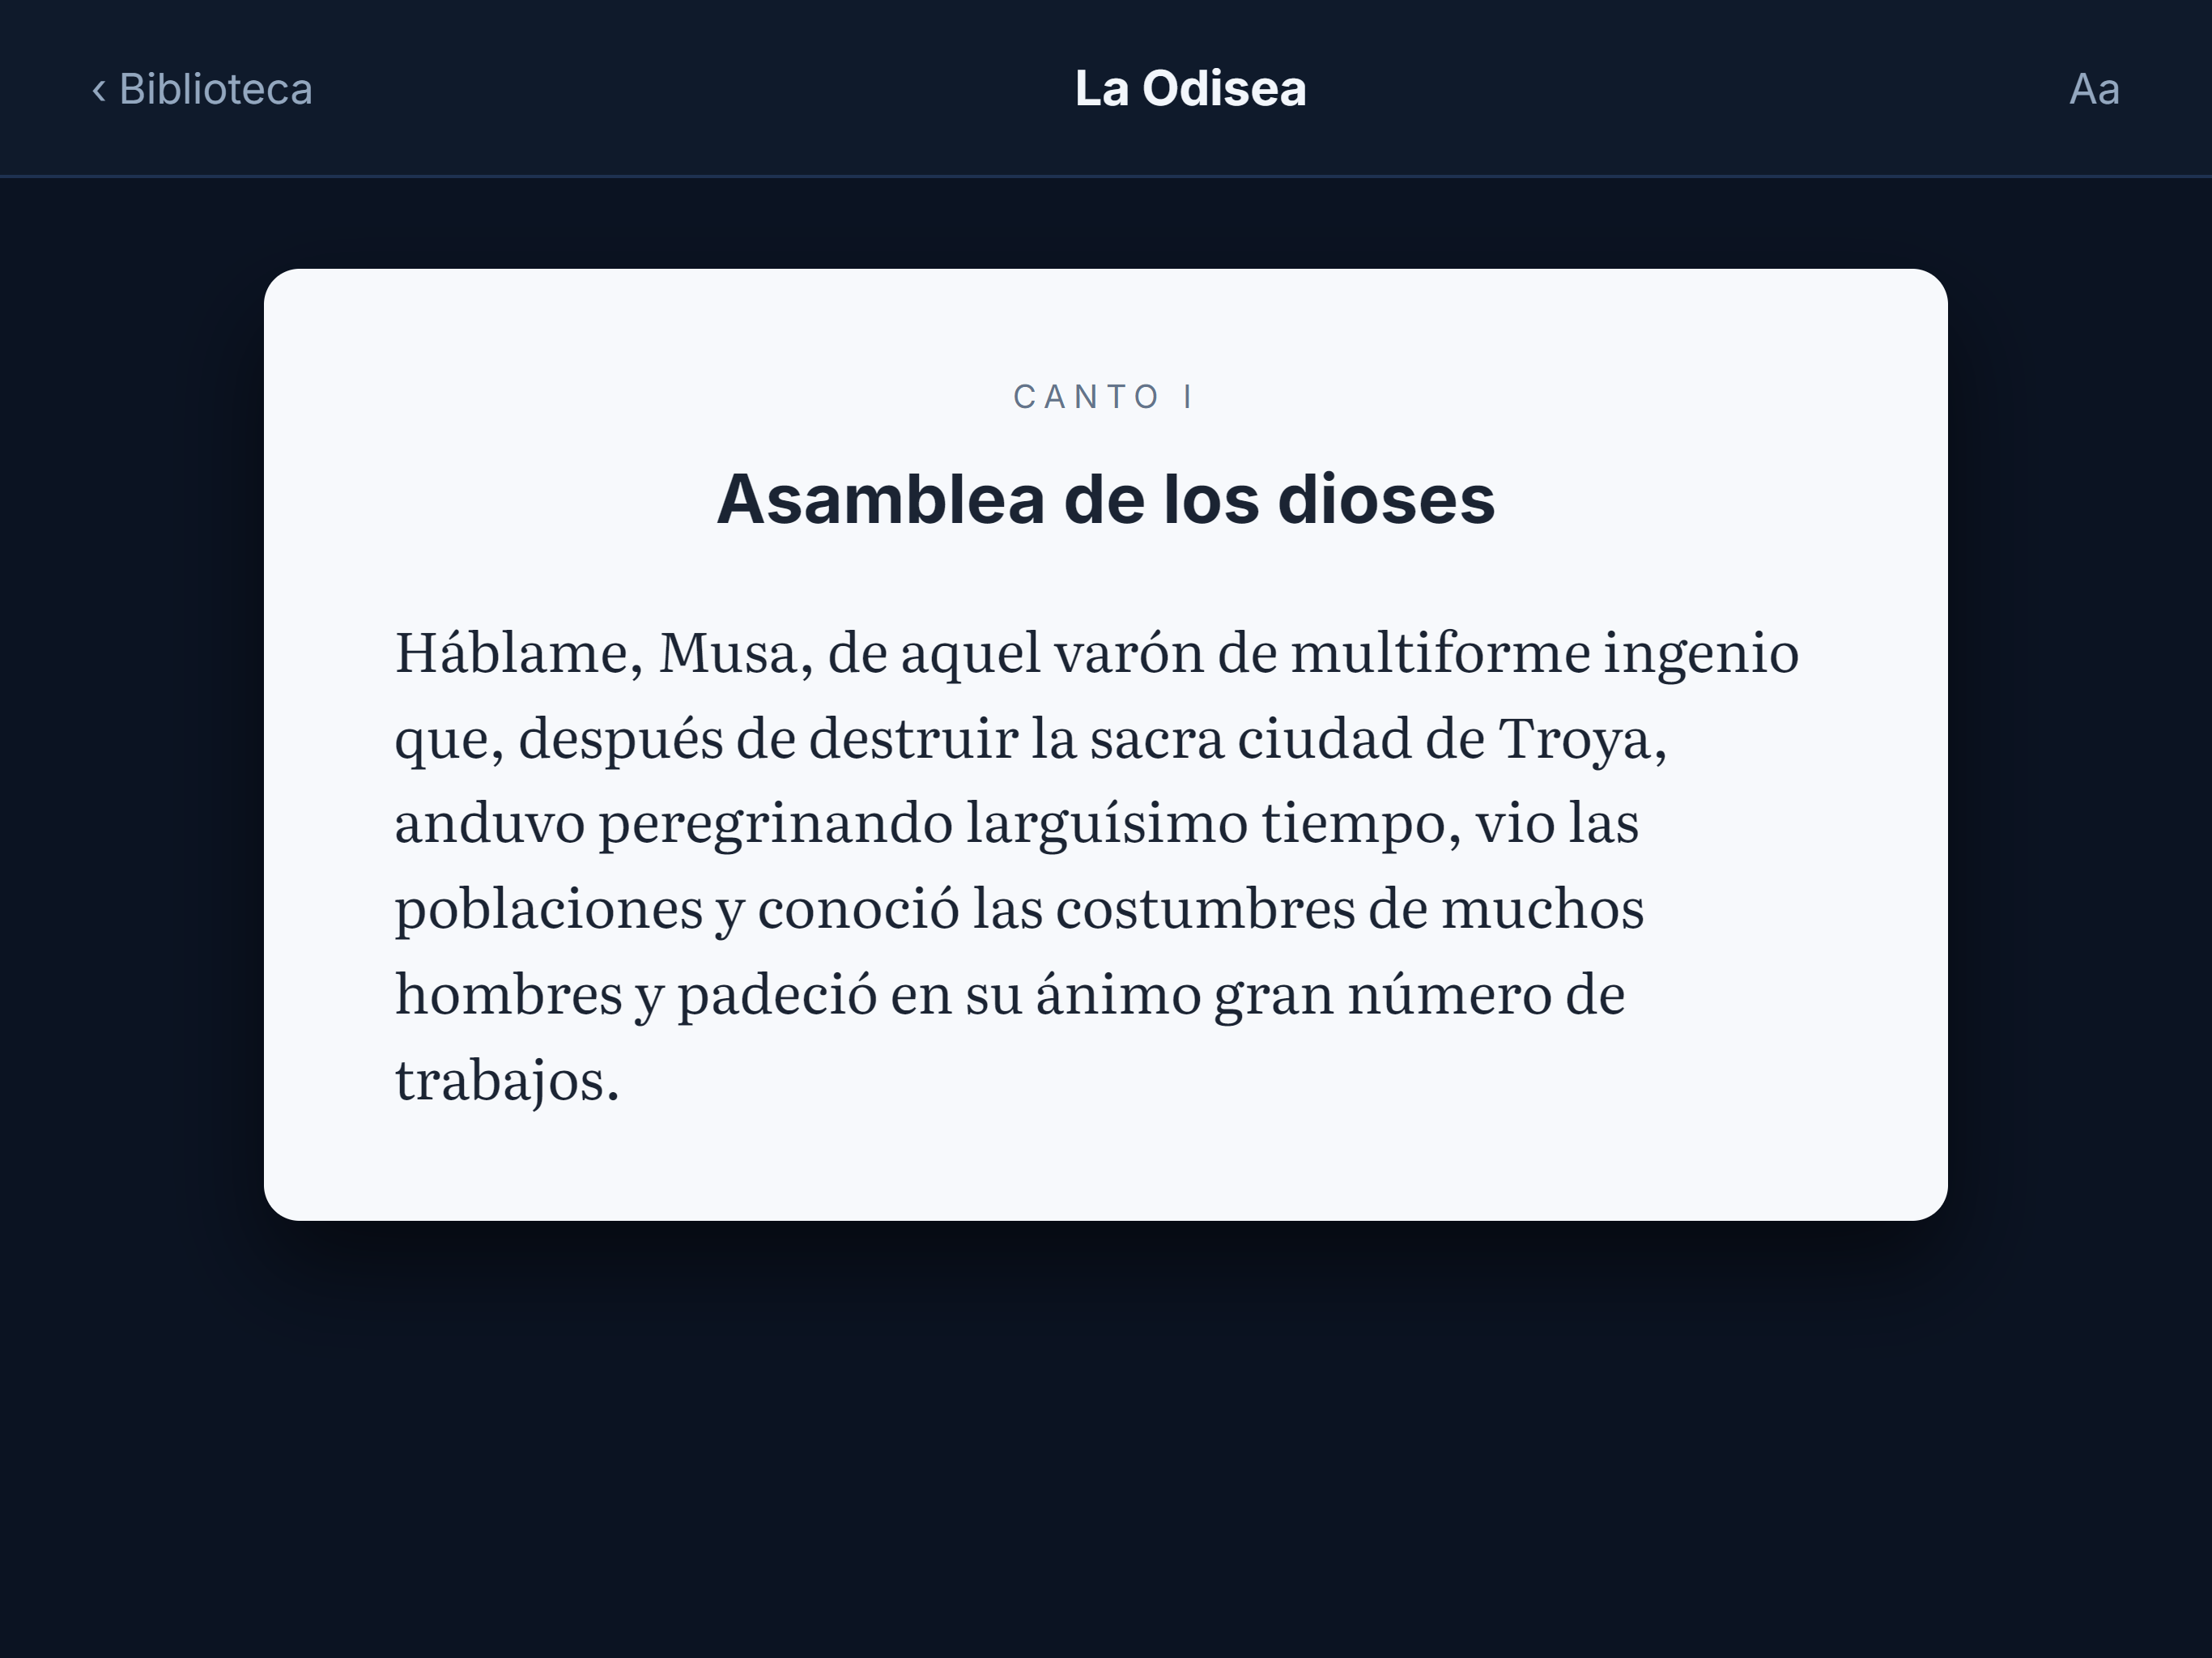 ‹ Biblioteca
La Odisea
Aa
CANTO I
Asamblea de los dioses
Háblame, Musa, de aquel varón de multiforme ingenio
que, después de destruir la sacra ciudad de Troya,
anduvo peregrinando larguísimo tiempo, vio las
poblaciones y conoció las costumbres de muchos
hombres y padeció en su ánimo gran número de
trabajos.